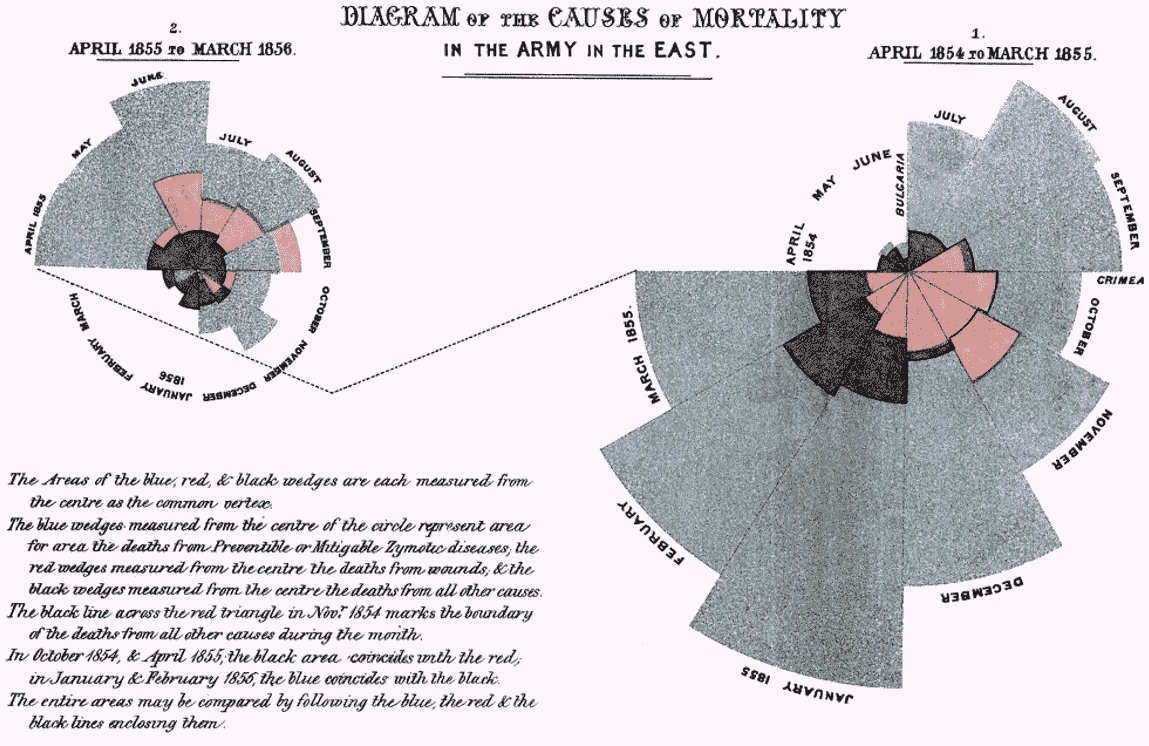 DIAGRAM OF THE CAUSES OF MORTALITY
IN THE ARMY IN THE EAST.
2.
APRIL 1855 TO MARCH 1856.
1.
APRIL 1854 TO MARCH 1855.
JUNE
JULY
AUGUST
SEPTEMBER
OCTOBER
NOVEMBER
DECEMBER
JANUARY
1856
FEBRUARY
MARCH
APRIL 1855
MAY
APRIL
1854
MAY
JUNE
BULGARIA
JULY
AUGUST
SEPTEMBER
CRIMEA
OCTOBER
NOVEMBER
DECEMBER
JANUARY 1855
FEBRUARY
MARCH 1855.
The Areas of the blue, red, & black wedges are each measured from
the centre as the common vertex.
The blue wedges measured from the centre of the circle represent area
for area the deaths from Preventible or Mitigable Zymotic diseases; the
red wedges measured from the centre the deaths from wounds; & the
black wedges measured from the centre the deaths from all other causes.
The black line across the red triangle in Novr. 1854 marks the boundary
of the deaths from all other causes during the month.
In October 1854, & April 1855, the black area coincides with the red;
in January & February 1856, the blue coincides with the black.
The entire areas may be compared by following the blue, the red & the
black lines enclosing them.